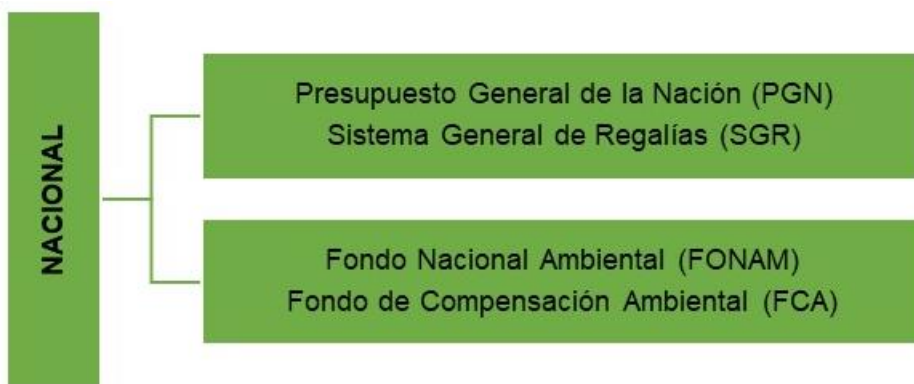 NACIONAL
Presupuesto General de la Nación (PGN)
Sistema General de Regalías (SGR)
Fondo Nacional Ambiental (FONAM)
Fondo de Compensación Ambiental (FCA)